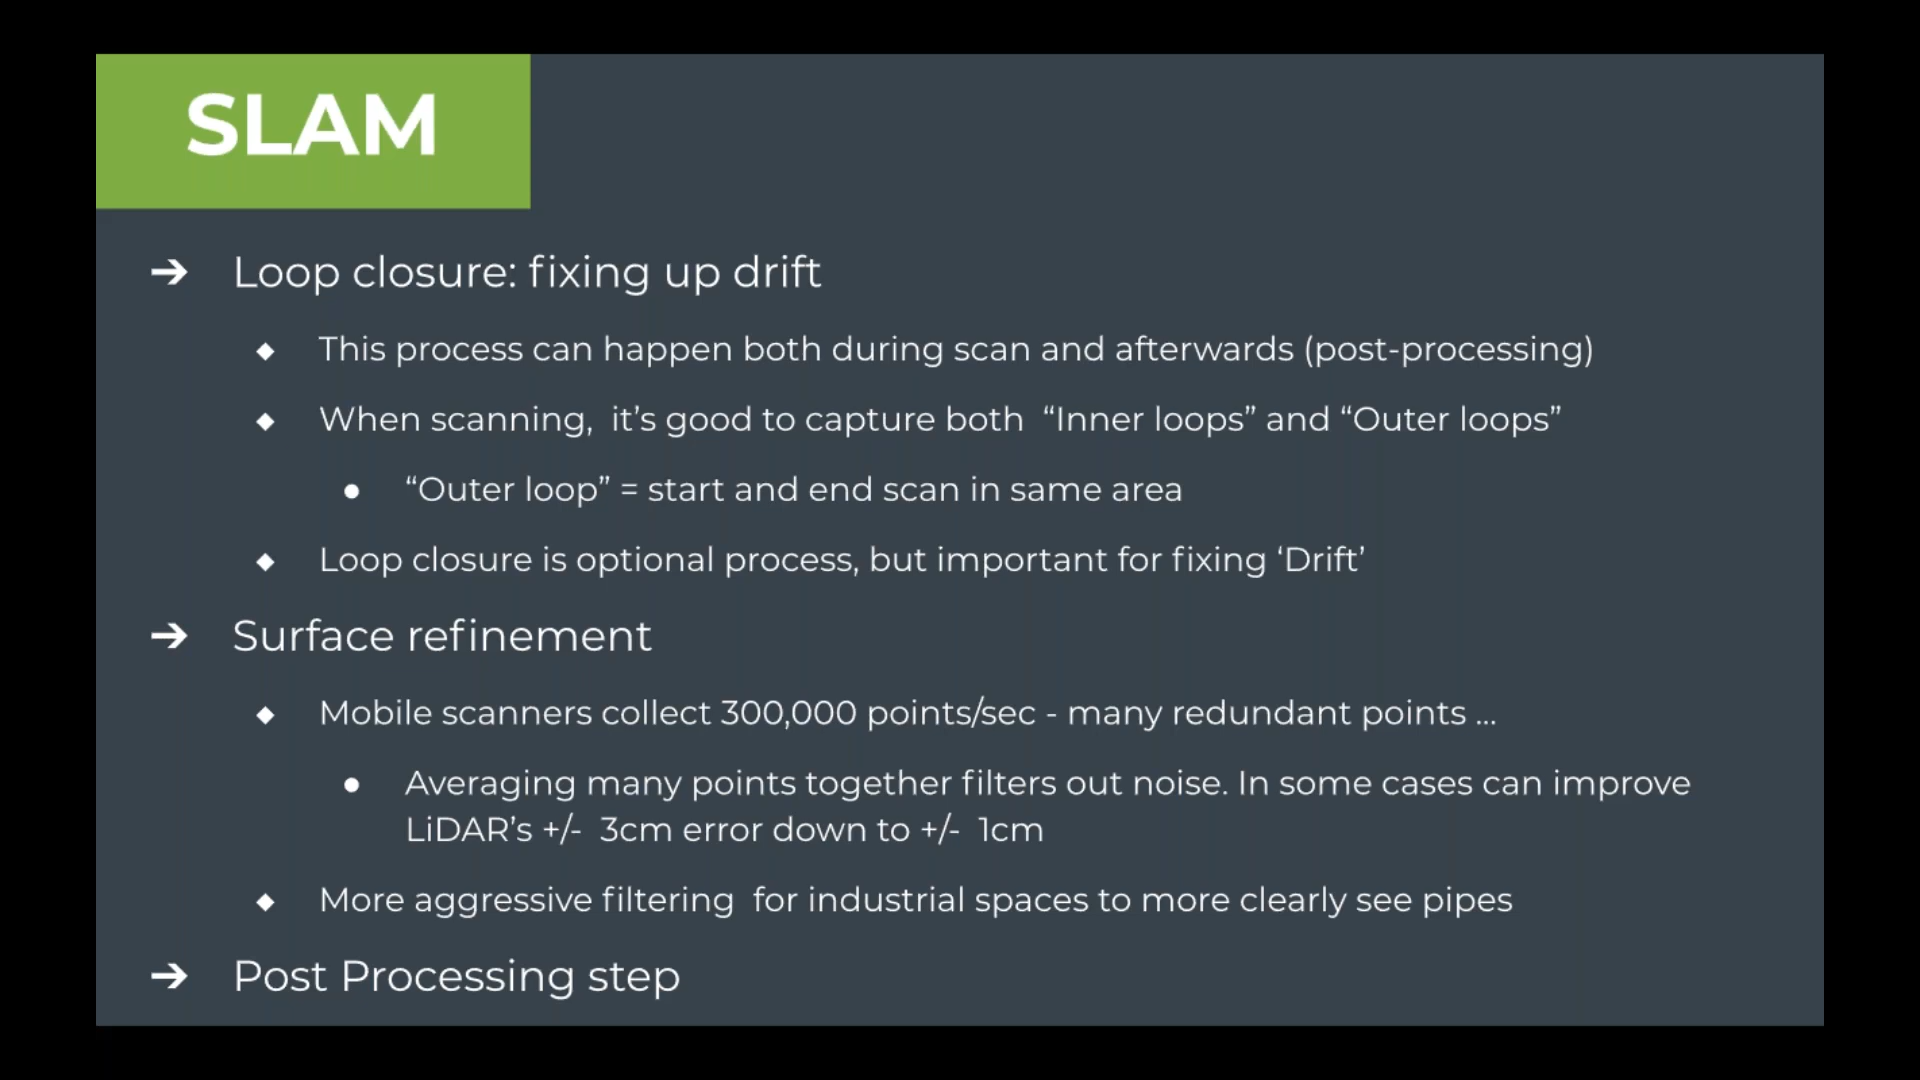 SLAM
➔ Loop closure: fixing up drift
◆ This process can happen both during scan and afterwards (post-processing)
◆ When scanning, it’s good to capture both “Inner loops” and “Outer loops”
● “Outer loop” = start and end scan in same area
◆ Loop closure is optional process, but important for fixing ‘Drift’
➔ Surface refinement
◆ Mobile scanners collect 300,000 points/sec - many redundant points ...
● Averaging many points together filters out noise. In some cases can improve
LiDAR’s +/- 3cm error down to +/- 1cm
◆ More aggressive filtering for industrial spaces to more clearly see pipes
➔ Post Processing step